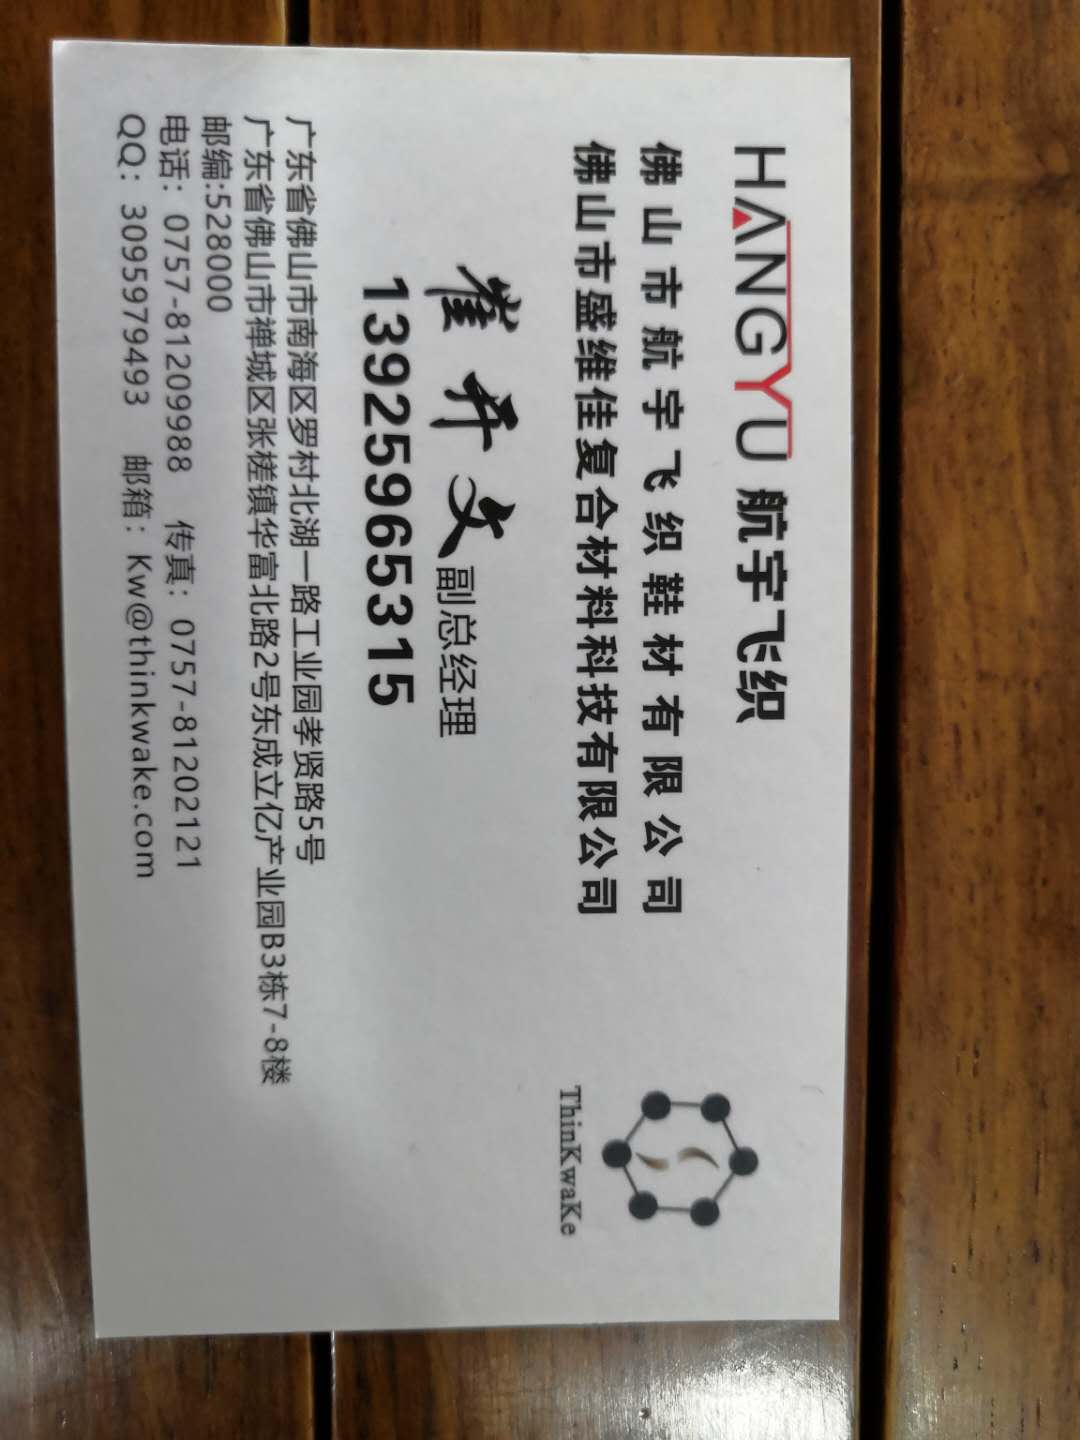 HANGYU 航宇飞织
佛山市航宇飞织鞋材有限公司
佛山市盛维佳复合材料科技有限公司
ThinKwaKe
崔升文 副总经理
13925965315
广东省佛山市南海区罗村北湖一路工业园孝贤路5号
广东省佛山市禅城区张槎镇华富北路2号东成立亿产业园B3栋7-8楼
邮编:528000
电话：0757-81209988 传真：0757-81202121
QQ：3095979493 邮箱：Kw@thinkwake.com